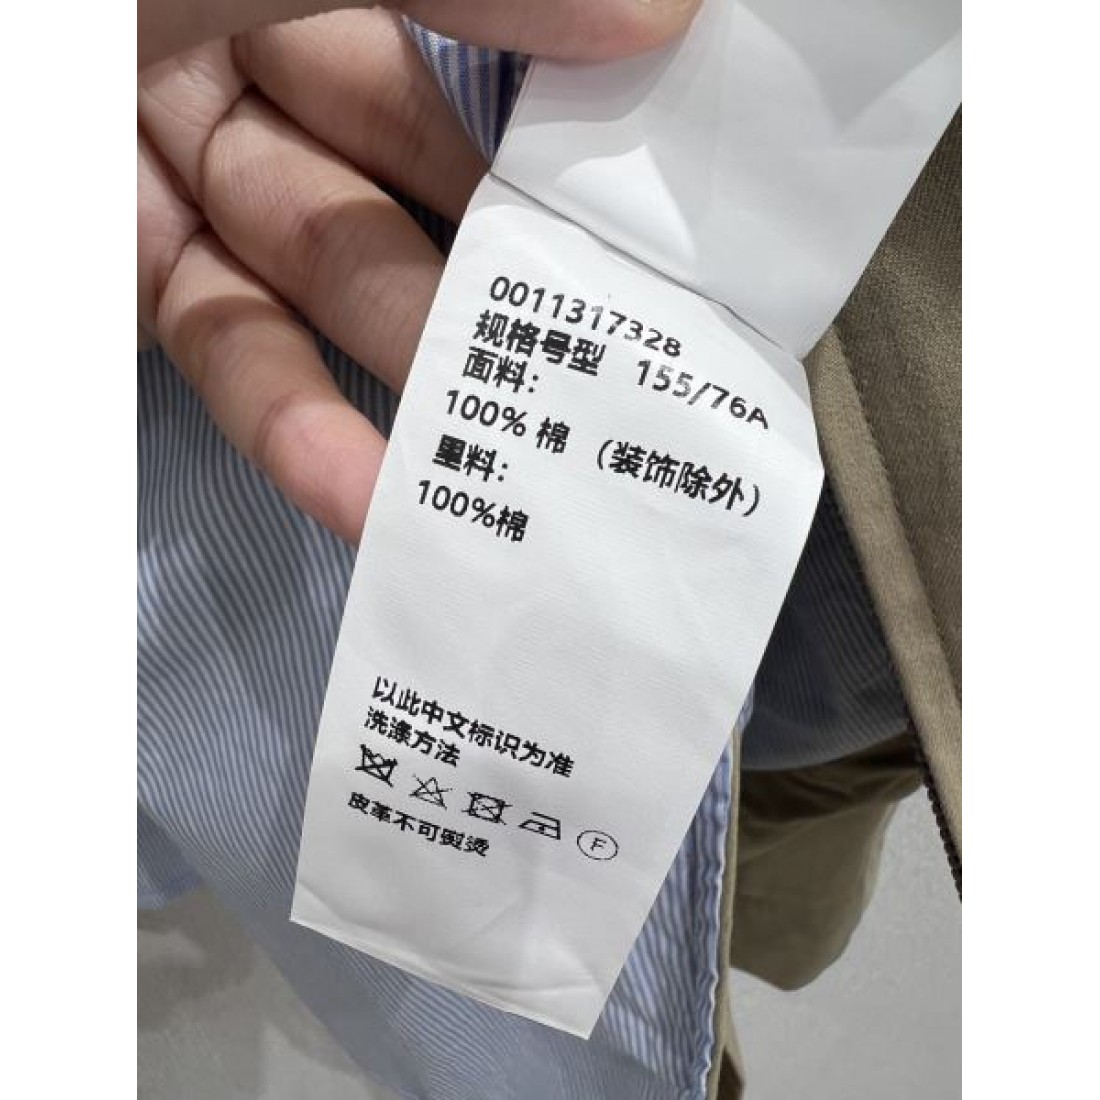 0011317328
规格号型 155/76A
面料：
100% 棉 （装饰除外）
里料：
100%棉
以此中文标识为准
洗涤方法
F
皮革不可熨烫